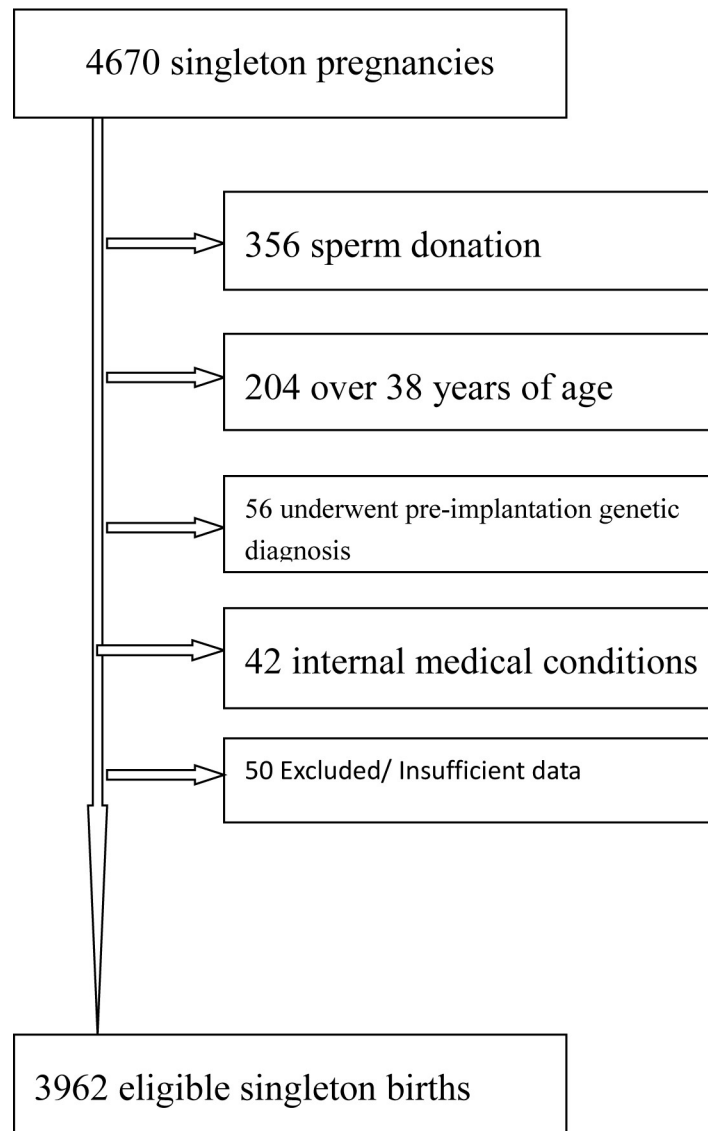 4670 singleton pregnancies
356 sperm donation
204 over 38 years of age
56 underwent pre-implantation genetic
diagnosis
42 internal medical conditions
50 Excluded/ Insufficient data
3962 eligible singleton births